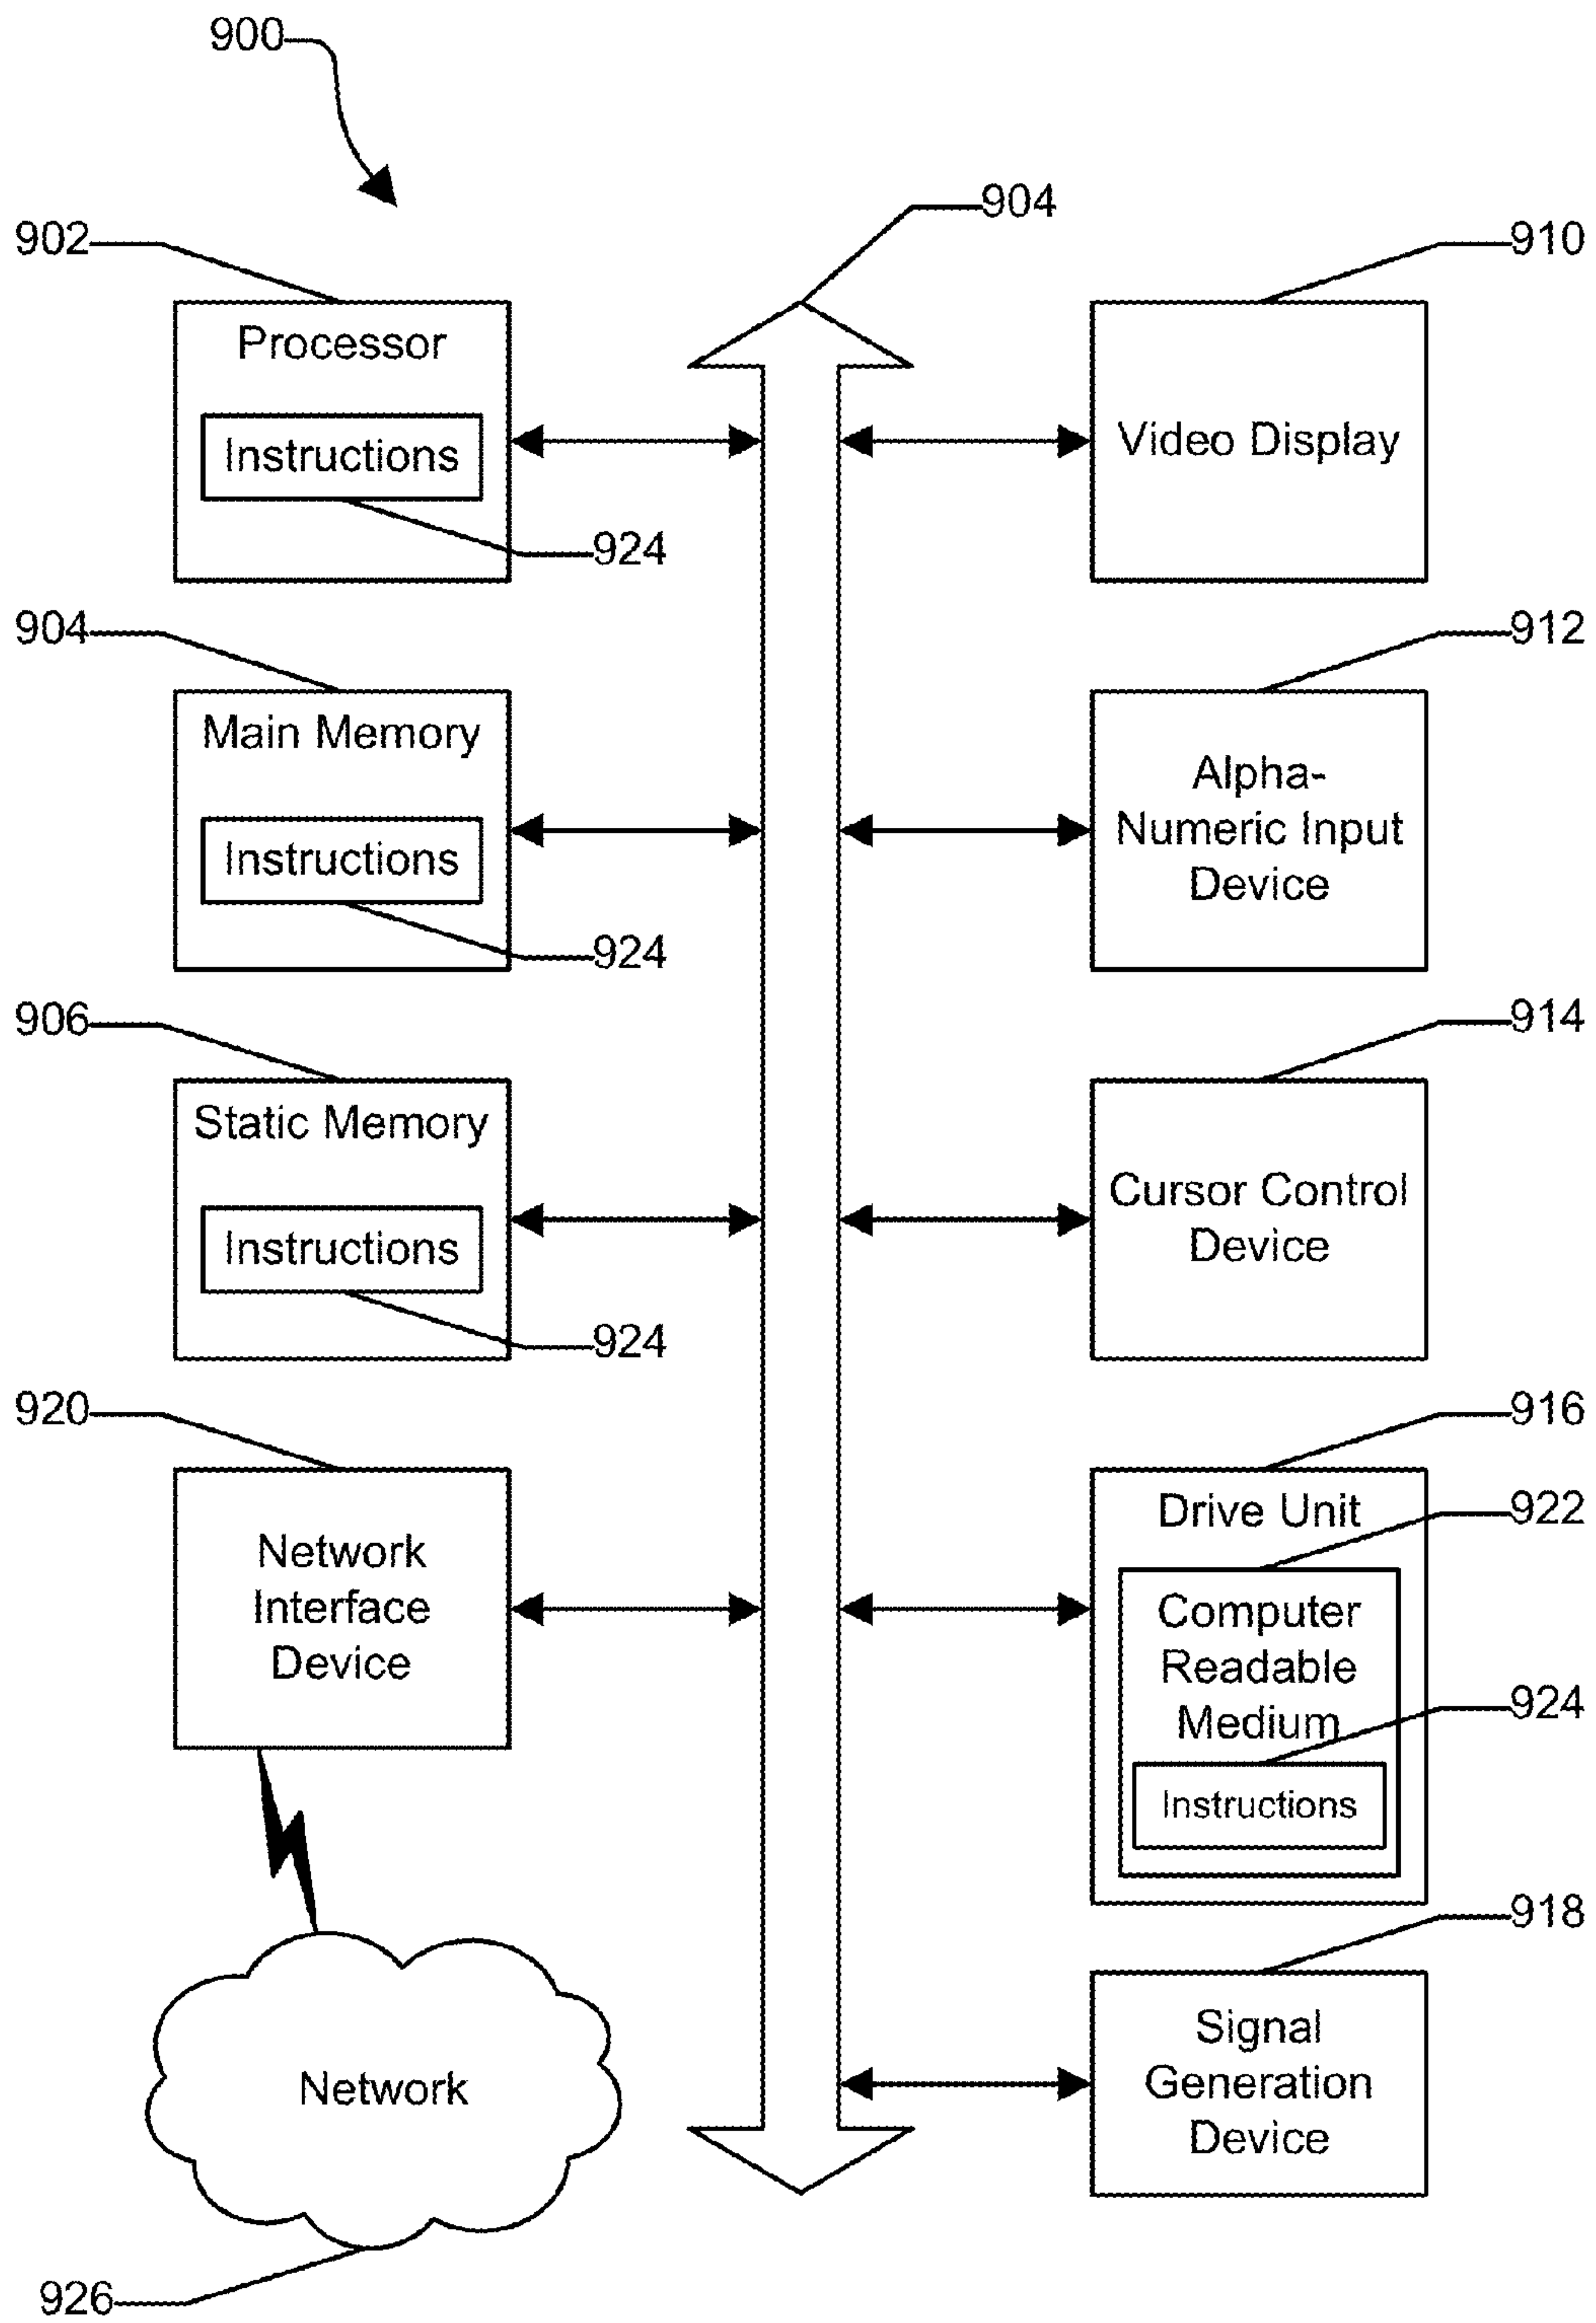 900
904
902
910
Processor
Instructions
924
Video Display
904
912
Main Memory
Instructions
924
Alpha-
Numeric Input
Device
906
914
Static Memory
Instructions
924
Cursor Control
Device
920
916
Network
Interface
Device
Drive Unit
922
Computer
Readable
Medium
924
Instructions
918
Signal
Generation
Device
Network
926